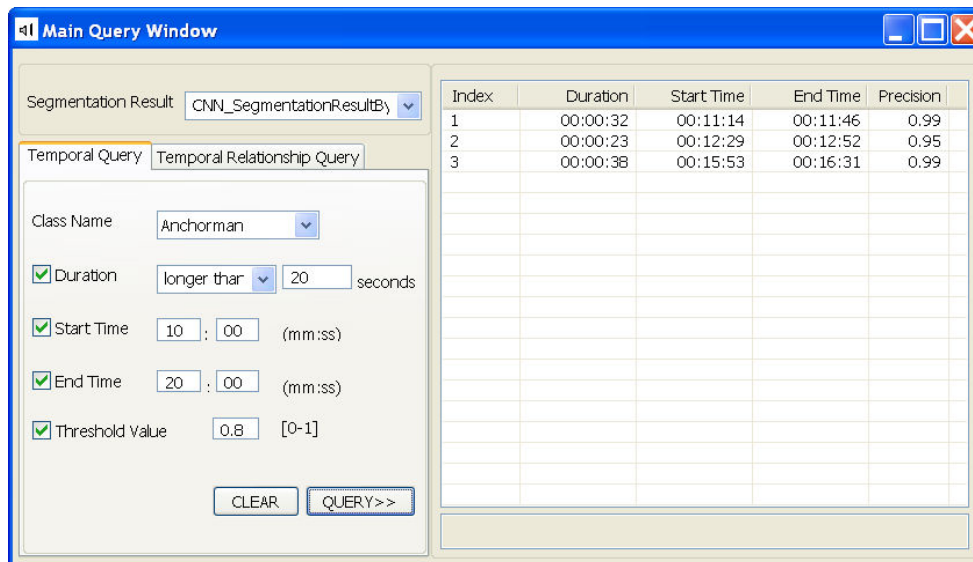 Main Query Window
Segmentation Result CNN_SegmentationResultBy
Temporal Query Temporal Relationship Query
Class Name Anchorman
Duration longer than 20 seconds
Start Time 10 : 00 (mm:ss)
End Time 20 : 00 (mm:ss)
Threshold Value 0.8 [0-1]
CLEAR QUERY>>
Index Duration Start Time End Time Precision
1 00:00:32 00:11:14 00:11:46 0.99
2 00:00:23 00:12:29 00:12:52 0.95
3 00:00:38 00:15:53 00:16:31 0.99